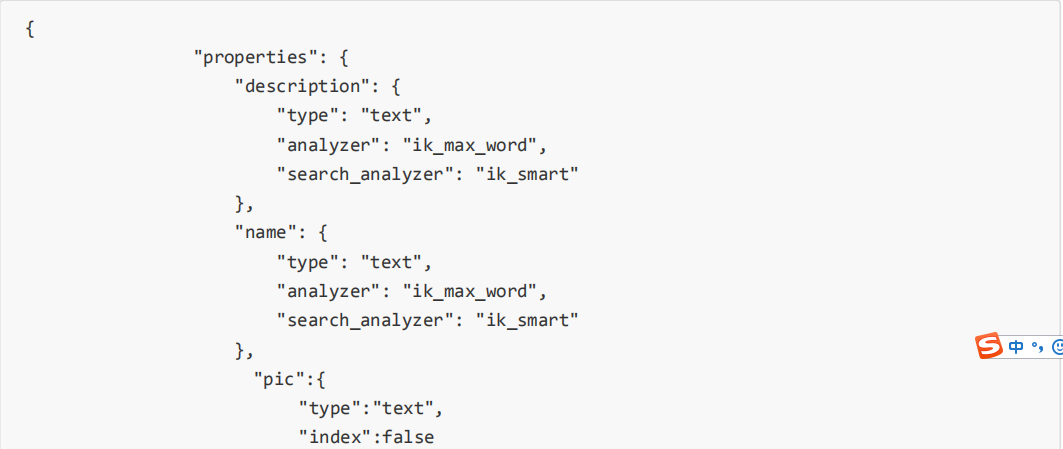 {
"properties": {
"description": {
"type": "text",
"analyzer": "ik_max_word",
"search_analyzer": "ik_smart"
},
"name": {
"type": "text",
"analyzer": "ik_max_word",
"search_analyzer": "ik_smart"
},
"pic":{
"type":"text",
"index":false
S 中 °,